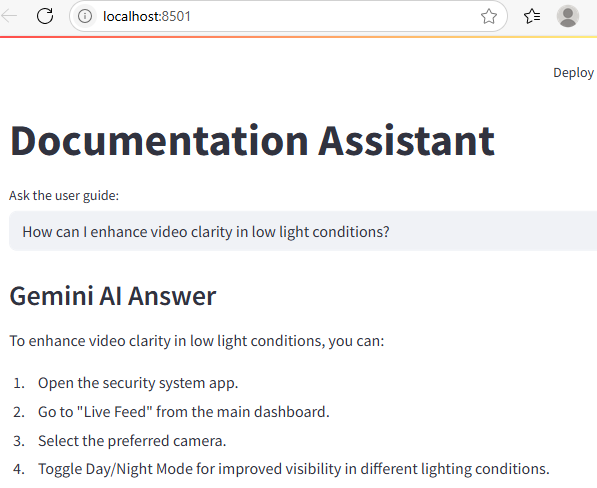 localhost:8501
Deploy
Documentation Assistant
Ask the user guide:
How can I enhance video clarity in low light conditions?
Gemini AI Answer
To enhance video clarity in low light conditions, you can:
1. Open the security system app.
2. Go to "Live Feed" from the main dashboard.
3. Select the preferred camera.
4. Toggle Day/Night Mode for improved visibility in different lighting conditions.